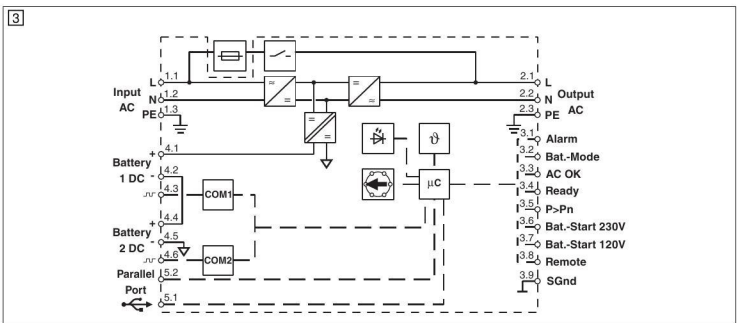 3
L 1.1
Input AC
N 1.2
PE 1.3
+ 4.1
Battery 1 DC
- 4.2
4.3
+ 4.4
Battery 2 DC
- 4.5
4.6
Parallel Port
5.2
5.1
≈
=
=
≈
=
=
COM1
COM2
ϑ
µC
2.1 L
2.2 N
Output AC
2.3 PE
3.1 Alarm
3.2 Bat.-Mode
3.3 AC OK
3.4 Ready
3.5 P>Pn
3.6 Bat.-Start 230V
3.7 Bat.-Start 120V
3.8 Remote
3.9 SGnd